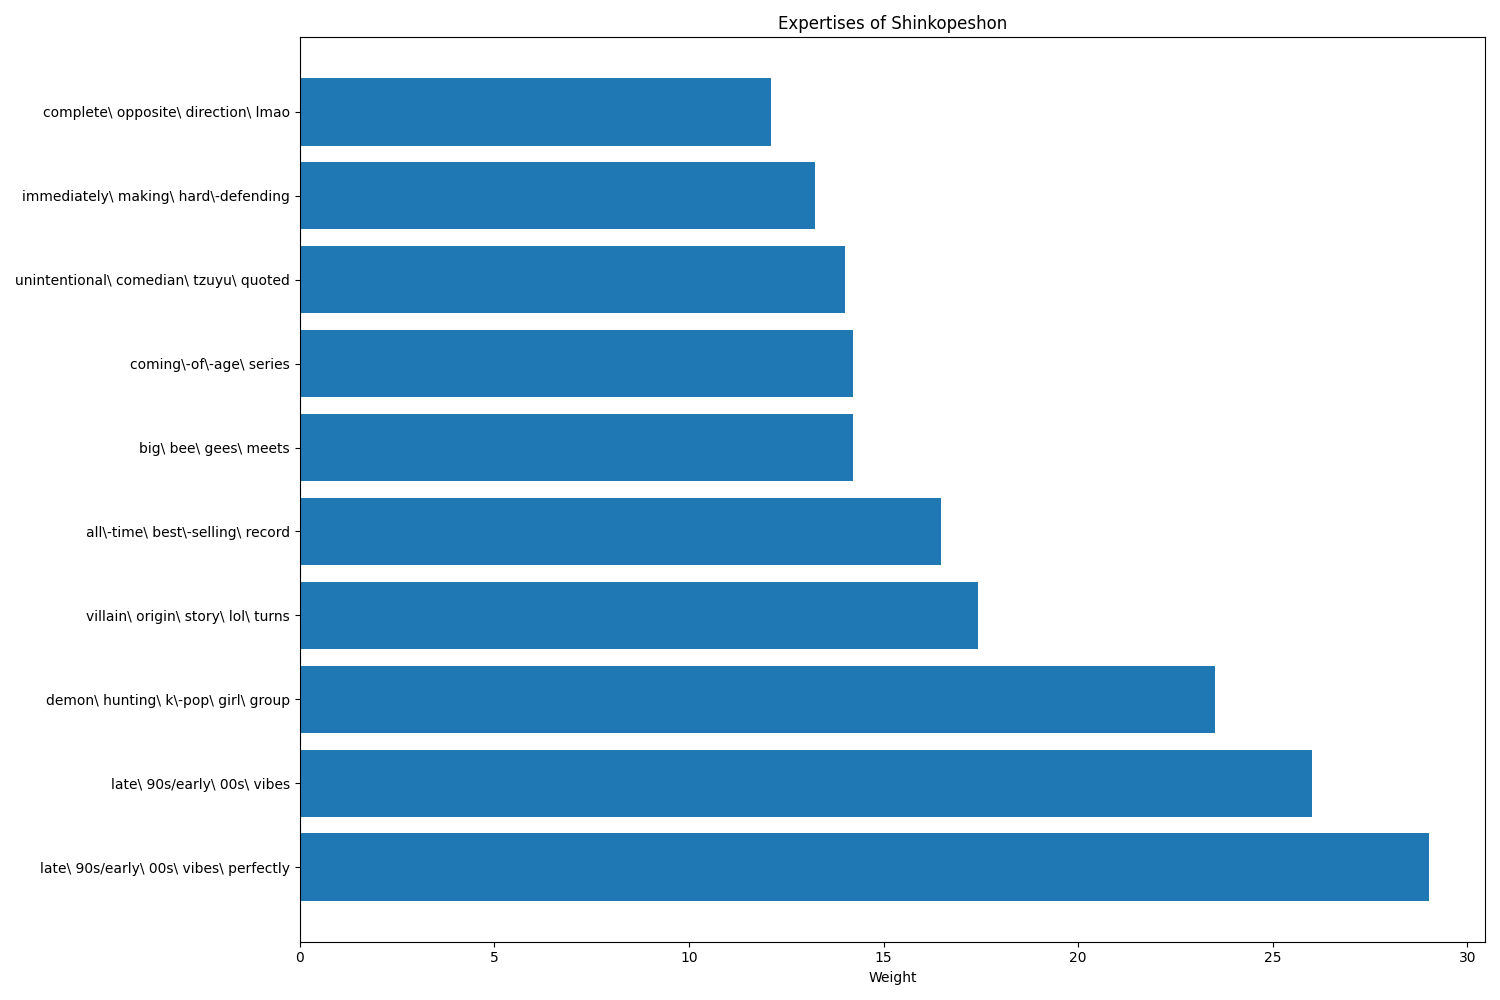 Expertises of Shinkopeshon
complete\ opposite\ direction\ lmao
immediately\ making\ hard\-defending
unintentional\ comedian\ tzuyu\ quoted
coming\-of\-age\ series
big\ bee\ gees\ meets
all\-time\ best\-selling\ record
villain\ origin\ story\ lol\ turns
demon\ hunting\ k\-pop\ girl\ group
late\ 90s/early\ 00s\ vibes
late\ 90s/early\ 00s\ vibes\ perfectly
0 5 10 15 20 25 30
Weight